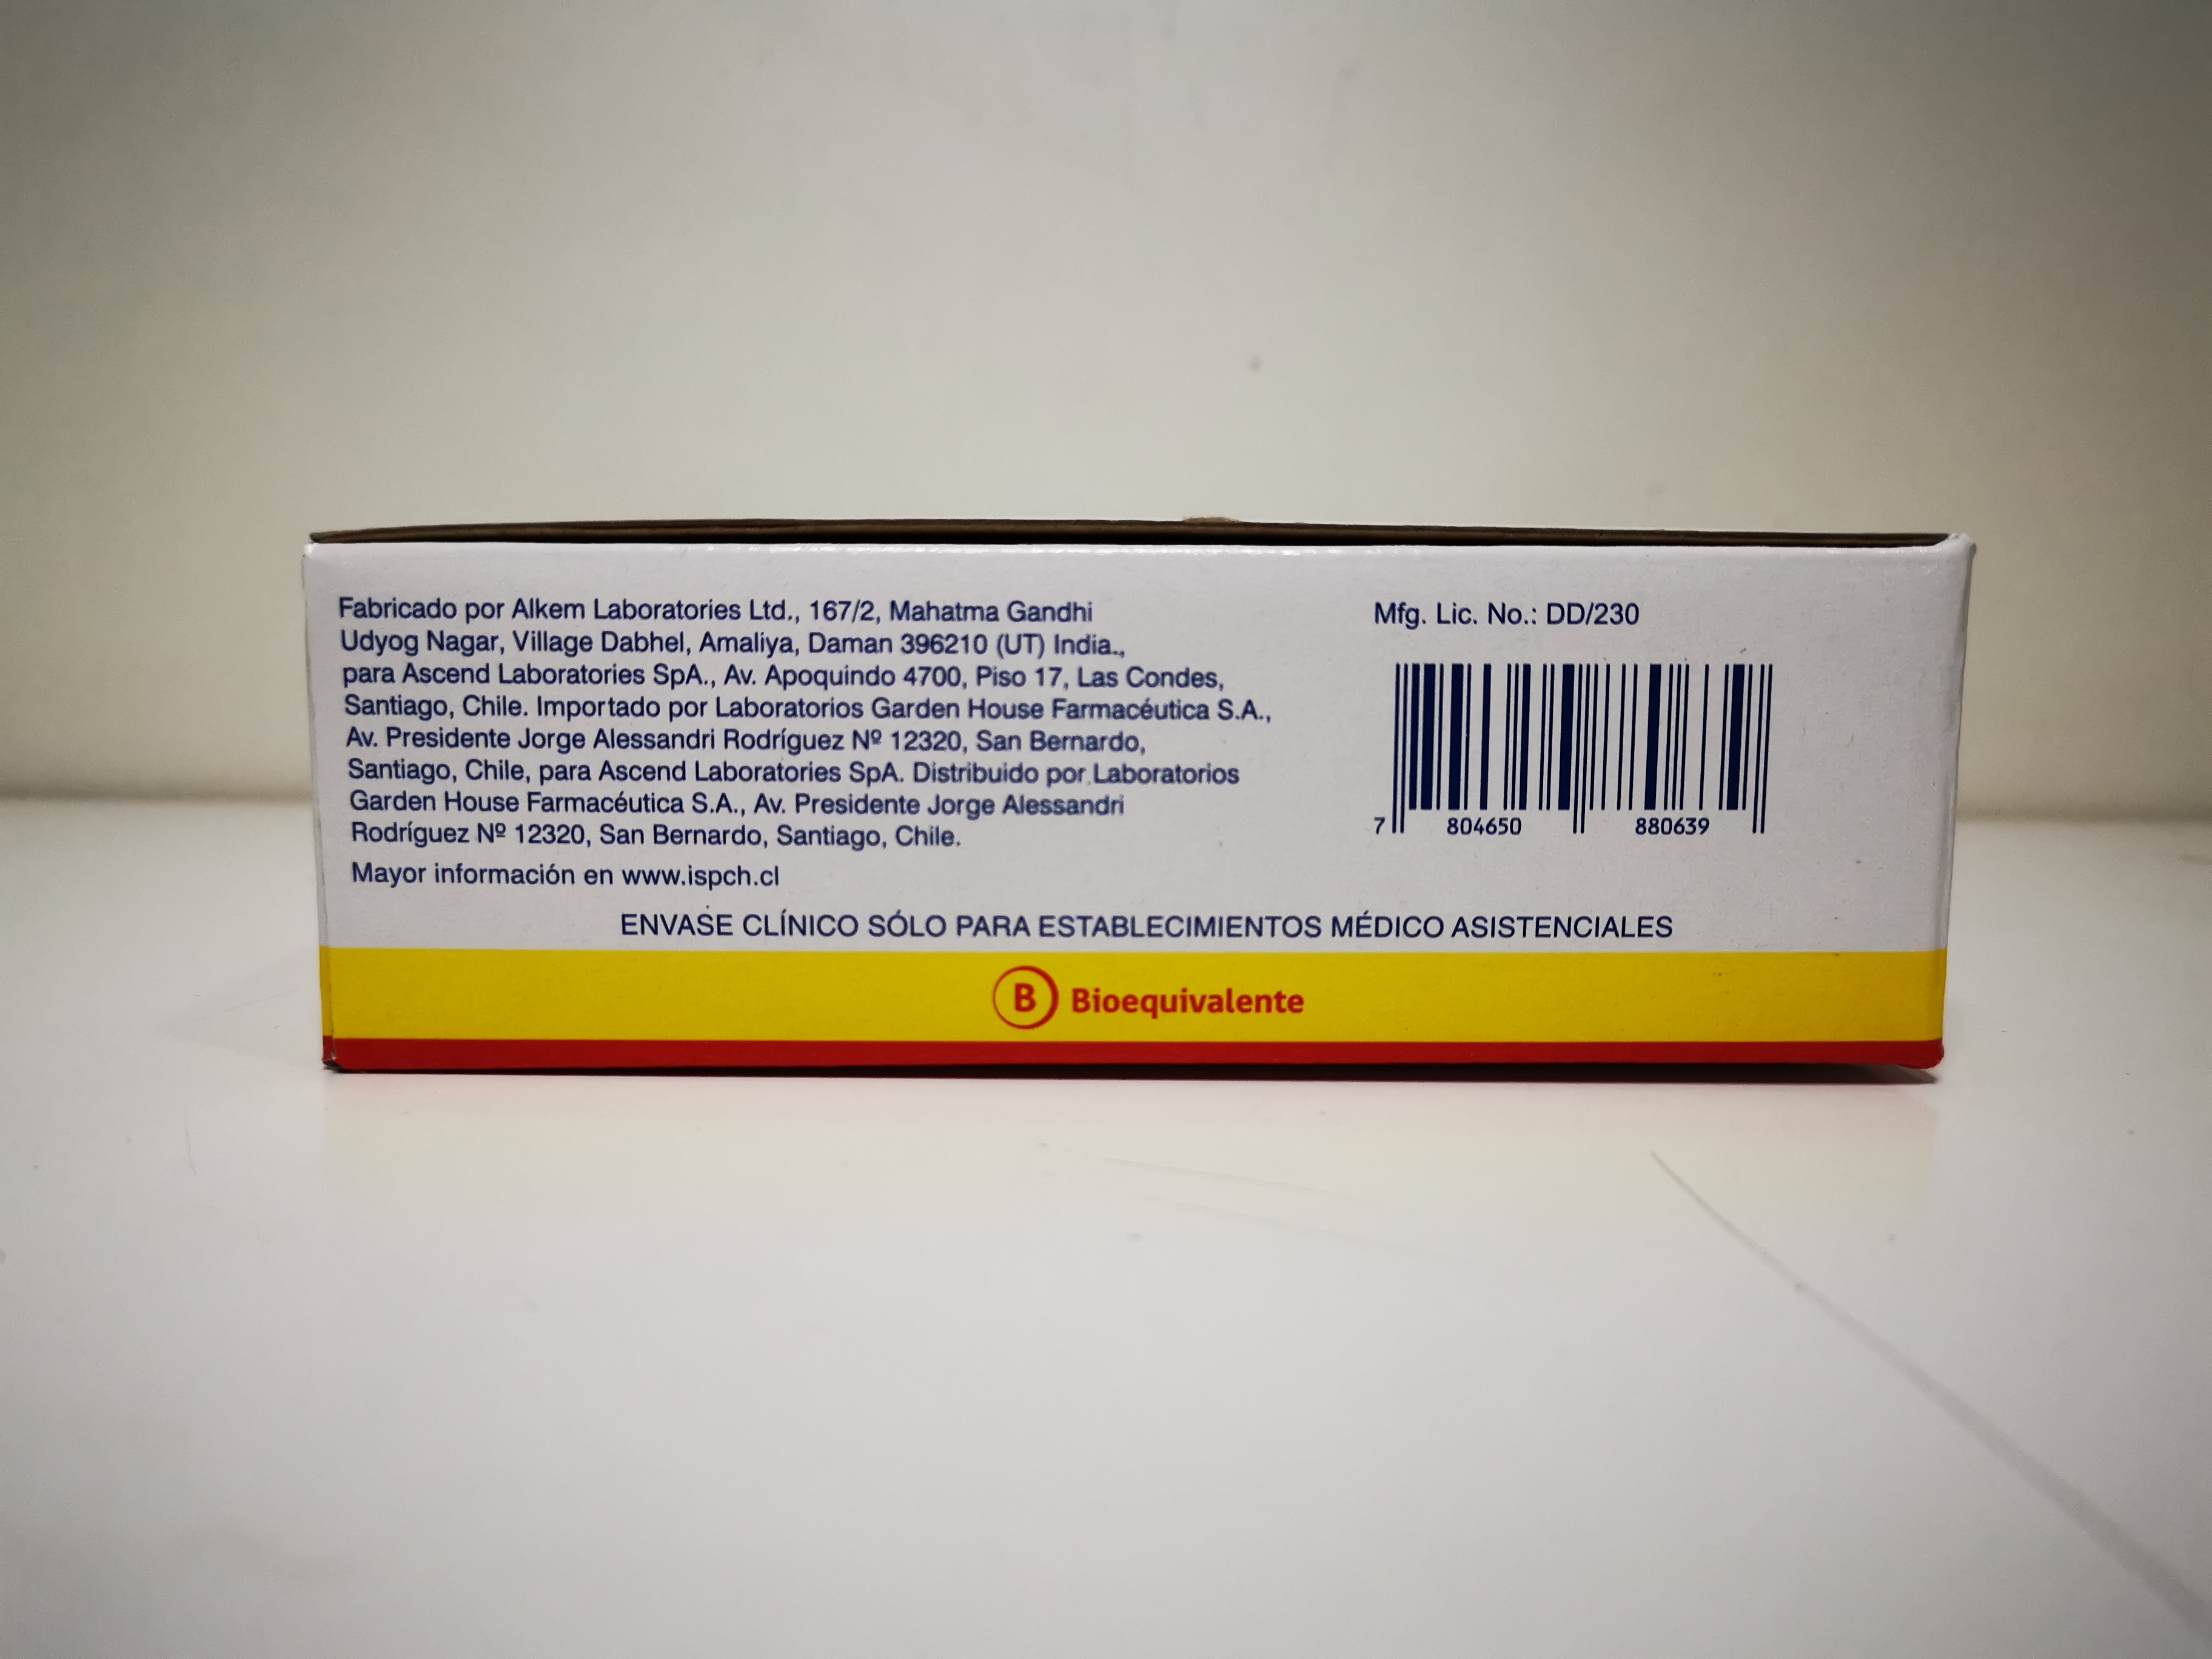 Fabricado por Alkem Laboratories Ltd., 167/2, Mahatma Gandhi
Udyog Nagar, Village Dabhel, Amaliya, Daman 396210 (UT) India.,
para Ascend Laboratories SpA., Av. Apoquindo 4700, Piso 17, Las Condes,
Santiago, Chile. Importado por Laboratorios Garden House Farmacéutica S.A.,
Av. Presidente Jorge Alessandri Rodríguez Nº 12320, San Bernardo,
Santiago, Chile, para Ascend Laboratories SpA. Distribuido por Laboratorios
Garden House Farmacéutica S.A., Av. Presidente Jorge Alessandri
Rodríguez Nº 12320, San Bernardo, Santiago, Chile.
Mayor información en www.ispch.cl
Mfg. Lic. No.: DD/230
7 804650 880639
ENVASE CLÍNICO SÓLO PARA ESTABLECIMIENTOS MÉDICO ASISTENCIALES
B Bioequivalente